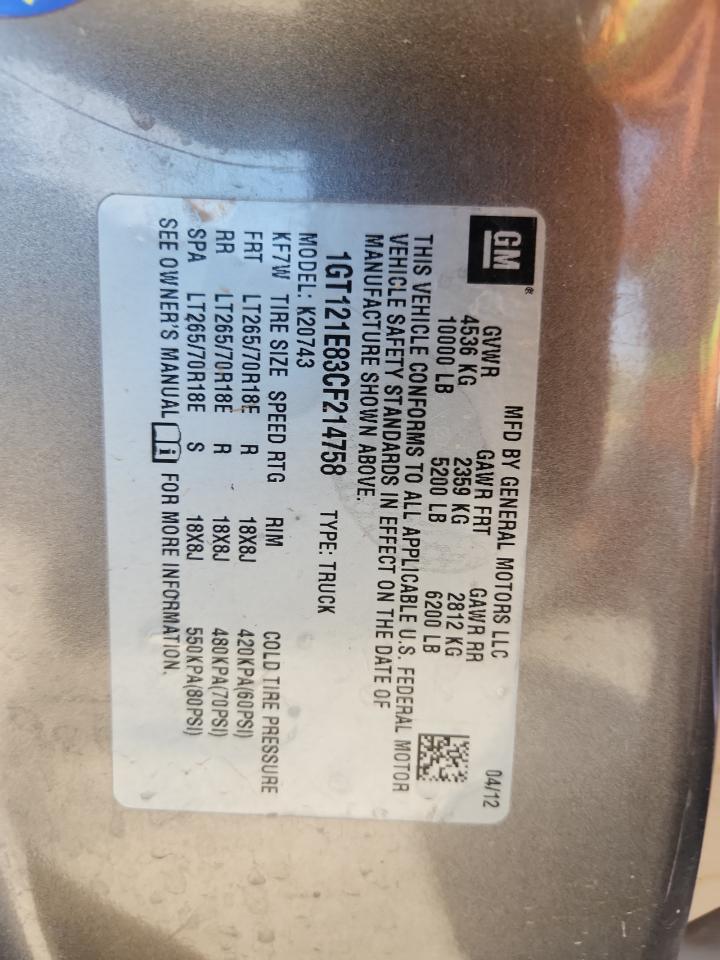 GM®
MFD BY GENERAL MOTORS LLC 04/12
GVWR GAWR FRT GAWR RR
4536 KG 2359 KG 2812 KG
10000 LB 5200 LB 6200 LB
THIS VEHICLE CONFORMS TO ALL APPLICABLE U.S. FEDERAL MOTOR
VEHICLE SAFETY STANDARDS IN EFFECT ON THE DATE OF
MANUFACTURE SHOWN ABOVE.
1GT121E83CF214758 TYPE: TRUCK
MODEL: K20743
KF7W TIRE SIZE SPEED RTG RIM COLD TIRE PRESSURE
FRT LT265/70R18E R 18X8J 420KPA(60PSI)
RR LT265/70R18E R 18X8J 480KPA(70PSI)
SPA LT265/70R18E S 18X8J 550KPA(80PSI)
SEE OWNER'S MANUAL i FOR MORE INFORMATION.